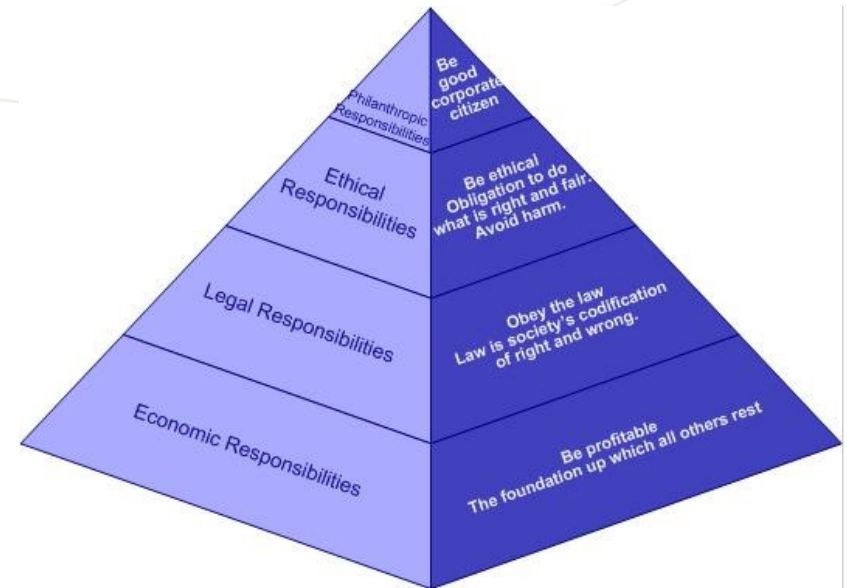 Philanthropic
Responsibilities
Be
good
corporate
citizen
Ethical
Responsibilities
Be ethical
Obligation to do
what is right and fair.
Avoid harm.
Legal Responsibilities
Obey the law
Law is society's codification
of right and wrong.
Economic Responsibilities
Be profitable
The foundation up which all others rest